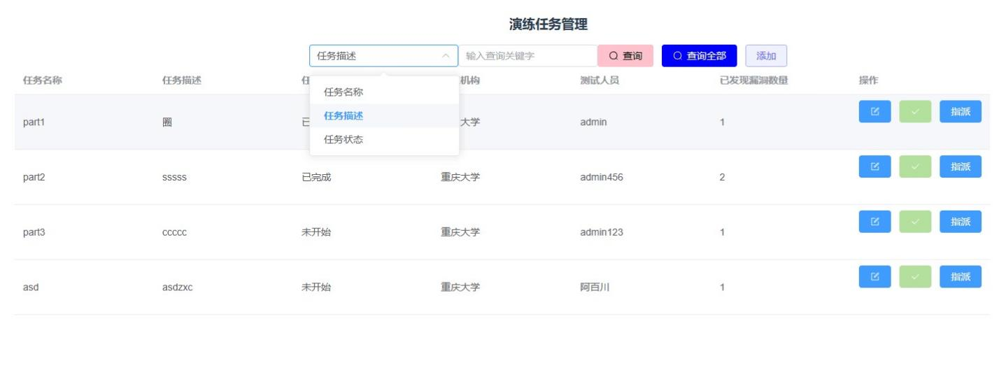 演练任务管理
任务描述 输入查询关键字 查询 查询全部 添加
任务名称 任务描述 任 机构 测试人员 已发现漏洞数量 操作
任务名称
任务描述
任务状态
part1 圈 已 大学 admin 1 指派
part2 sssss 已完成 重庆大学 admin456 2 指派
part3 ccccc 未开始 重庆大学 admin123 1 指派
asd asdzxc 未开始 重庆大学 阿百川 1 指派